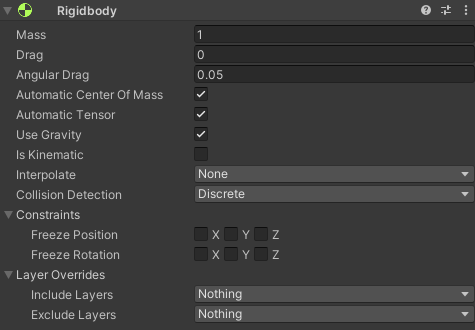 Rigidbody
Mass 1
Drag 0
Angular Drag 0.05
Automatic Center Of Mass
Automatic Tensor
Use Gravity
Is Kinematic
Interpolate None
Collision Detection Discrete
Constraints
Freeze Position X Y Z
Freeze Rotation X Y Z
Layer Overrides
Include Layers Nothing
Exclude Layers Nothing